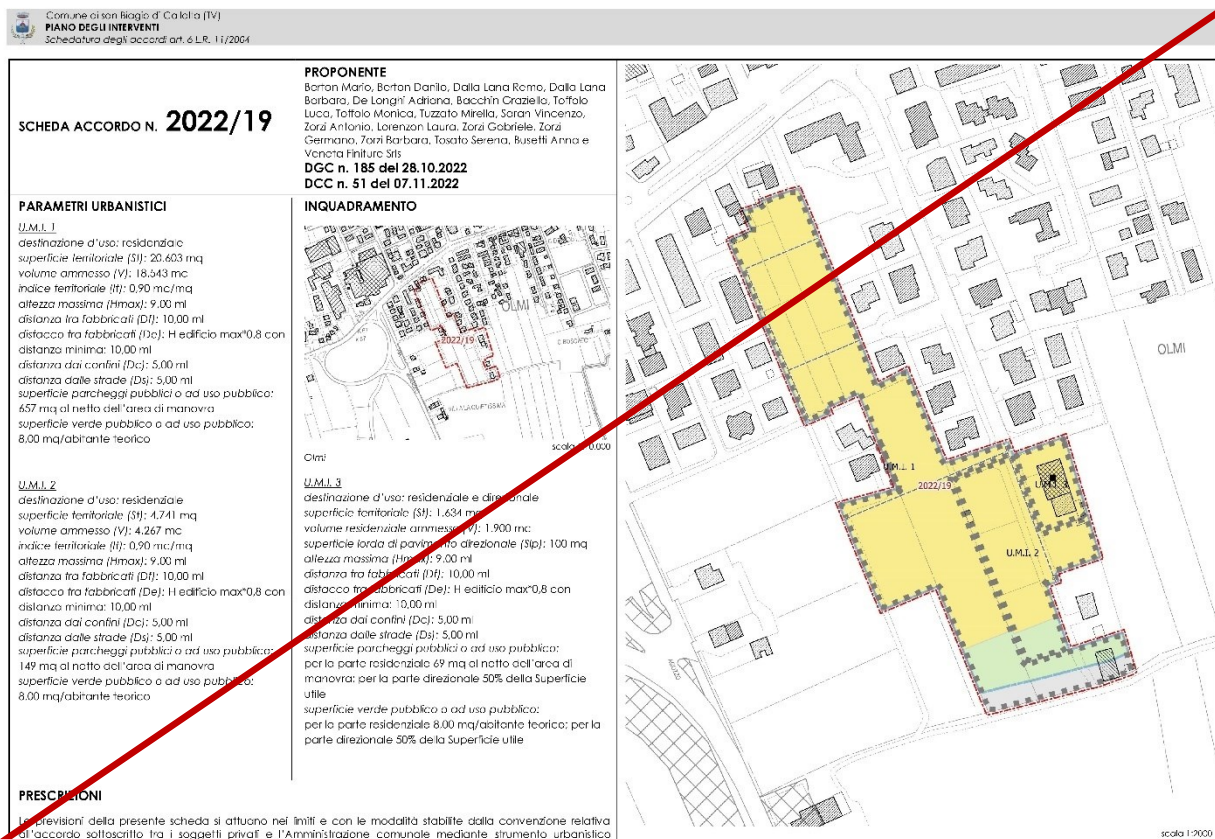 Comune di san Biagio di Callalta (TV)
PIANO DEGLI INTERVENTI
Schedatura degli accordi art. 6 L.R. 11/2004
SCHEDA ACCORDO N. 2022/19
PROPONENTE
Berton Mario, Berton Danilo, Dalla Lana Remo, Dalla Lana
Barbara, De Longhi Adriana, Bacchin Graziella, Toffolo
Luca, Toffolo Monica, Tuzzato Mirella, Saran Vincenzo,
Zorzi Antonio, Lorenzon Laura, Zorzi Gabriele, Zorzi
Germano, Zorzi Barbara, Tosato Serena, Busetti Anna e
Veneta Finiture Srls
DGC n. 185 del 28.10.2022
DCC n. 51 del 07.11.2022
PARAMETRI URBANISTICI
U.M.I. 1
destinazione d'uso: residenziale
superficie territoriale (St): 20.603 mq
volume ammesso (V): 18.543 mc
indice territoriale (It): 0,90 mc/mq
altezza massima (Hmax): 9.00 ml
distanza tra fabbricati (Df): 10,00 ml
distacco tra fabbricati (De): H edificio max*0,8 con
distanza minima: 10,00 ml
distanza dai confini (Dc): 5,00 ml
distanza dalle strade (Ds): 5,00 ml
superficie parcheggi pubblici o ad uso pubblico:
657 mq al netto dell'area di manovra
superficie verde pubblico o ad uso pubblico:
8,00 mq/abitante teorico
U.M.I. 2
destinazione d'uso: residenziale
superficie territoriale (St): 4.741 mq
volume ammesso (V): 4.267 mc
indice territoriale (It): 0,90 mc/mq
altezza massima (Hmax): 9.00 ml
distanza tra fabbricati (Df): 10,00 ml
distacco tra fabbricati (De): H edificio max*0,8 con
distanza minima: 10,00 ml
distanza dai confini (Dc): 5,00 ml
distanza dalle strade (Ds): 5,00 ml
superficie parcheggi pubblici o ad uso pubblico:
149 mq al netto dell'area di manovra
superficie verde pubblico o ad uso pubblico:
8,00 mq/abitante teorico
INQUADRAMENTO
OLMI
2022/19
scala 1:10.000
Olmi
U.M.I. 3
destinazione d'uso: residenziale e direzionale
superficie territoriale (St): 1.634 mq
volume residenziale ammesso (V): 1.900 mc
superficie lorda di pavimento direzionale (Slp): 100 mq
altezza massima (Hmax): 9.00 ml
distanza tra fabbricati (Df): 10,00 ml
distacco tra fabbricati (De): H edificio max*0,8 con
distanza minima: 10,00 ml
distanza dai confini (Dc): 5,00 ml
distanza dalle strade (Ds): 5,00 ml
superficie parcheggi pubblici o ad uso pubblico:
per la parte residenziale 69 mq al netto dell'area di
manovra; per la parte direzionale 50% della Superficie
utile
superficie verde pubblico o ad uso pubblico:
per la parte residenziale 8.00 mq/abitante teorico; per la
parte direzionale 50% della Superficie utile
OLMI
U.M.I. 1
2022/19
U.M.I. 2
scala 1:2000
PRESCRIZIONI
Le previsioni della presente scheda si attuano nei limiti e con le modalità stabilite dalla convenzione relativa
all'accordo sottoscritto tra i soggetti privati e l'Amministrazione comunale mediante strumento urbanistico